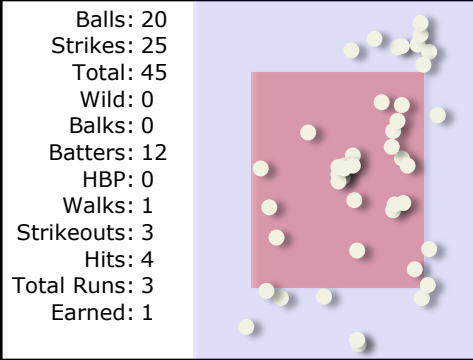 Balls: 20
Strikes: 25
Total: 45
Wild: 0
Balks: 0
Batters: 12
HBP: 0
Walks: 1
Strikeouts: 3
Hits: 4
Total Runs: 3
Earned: 1